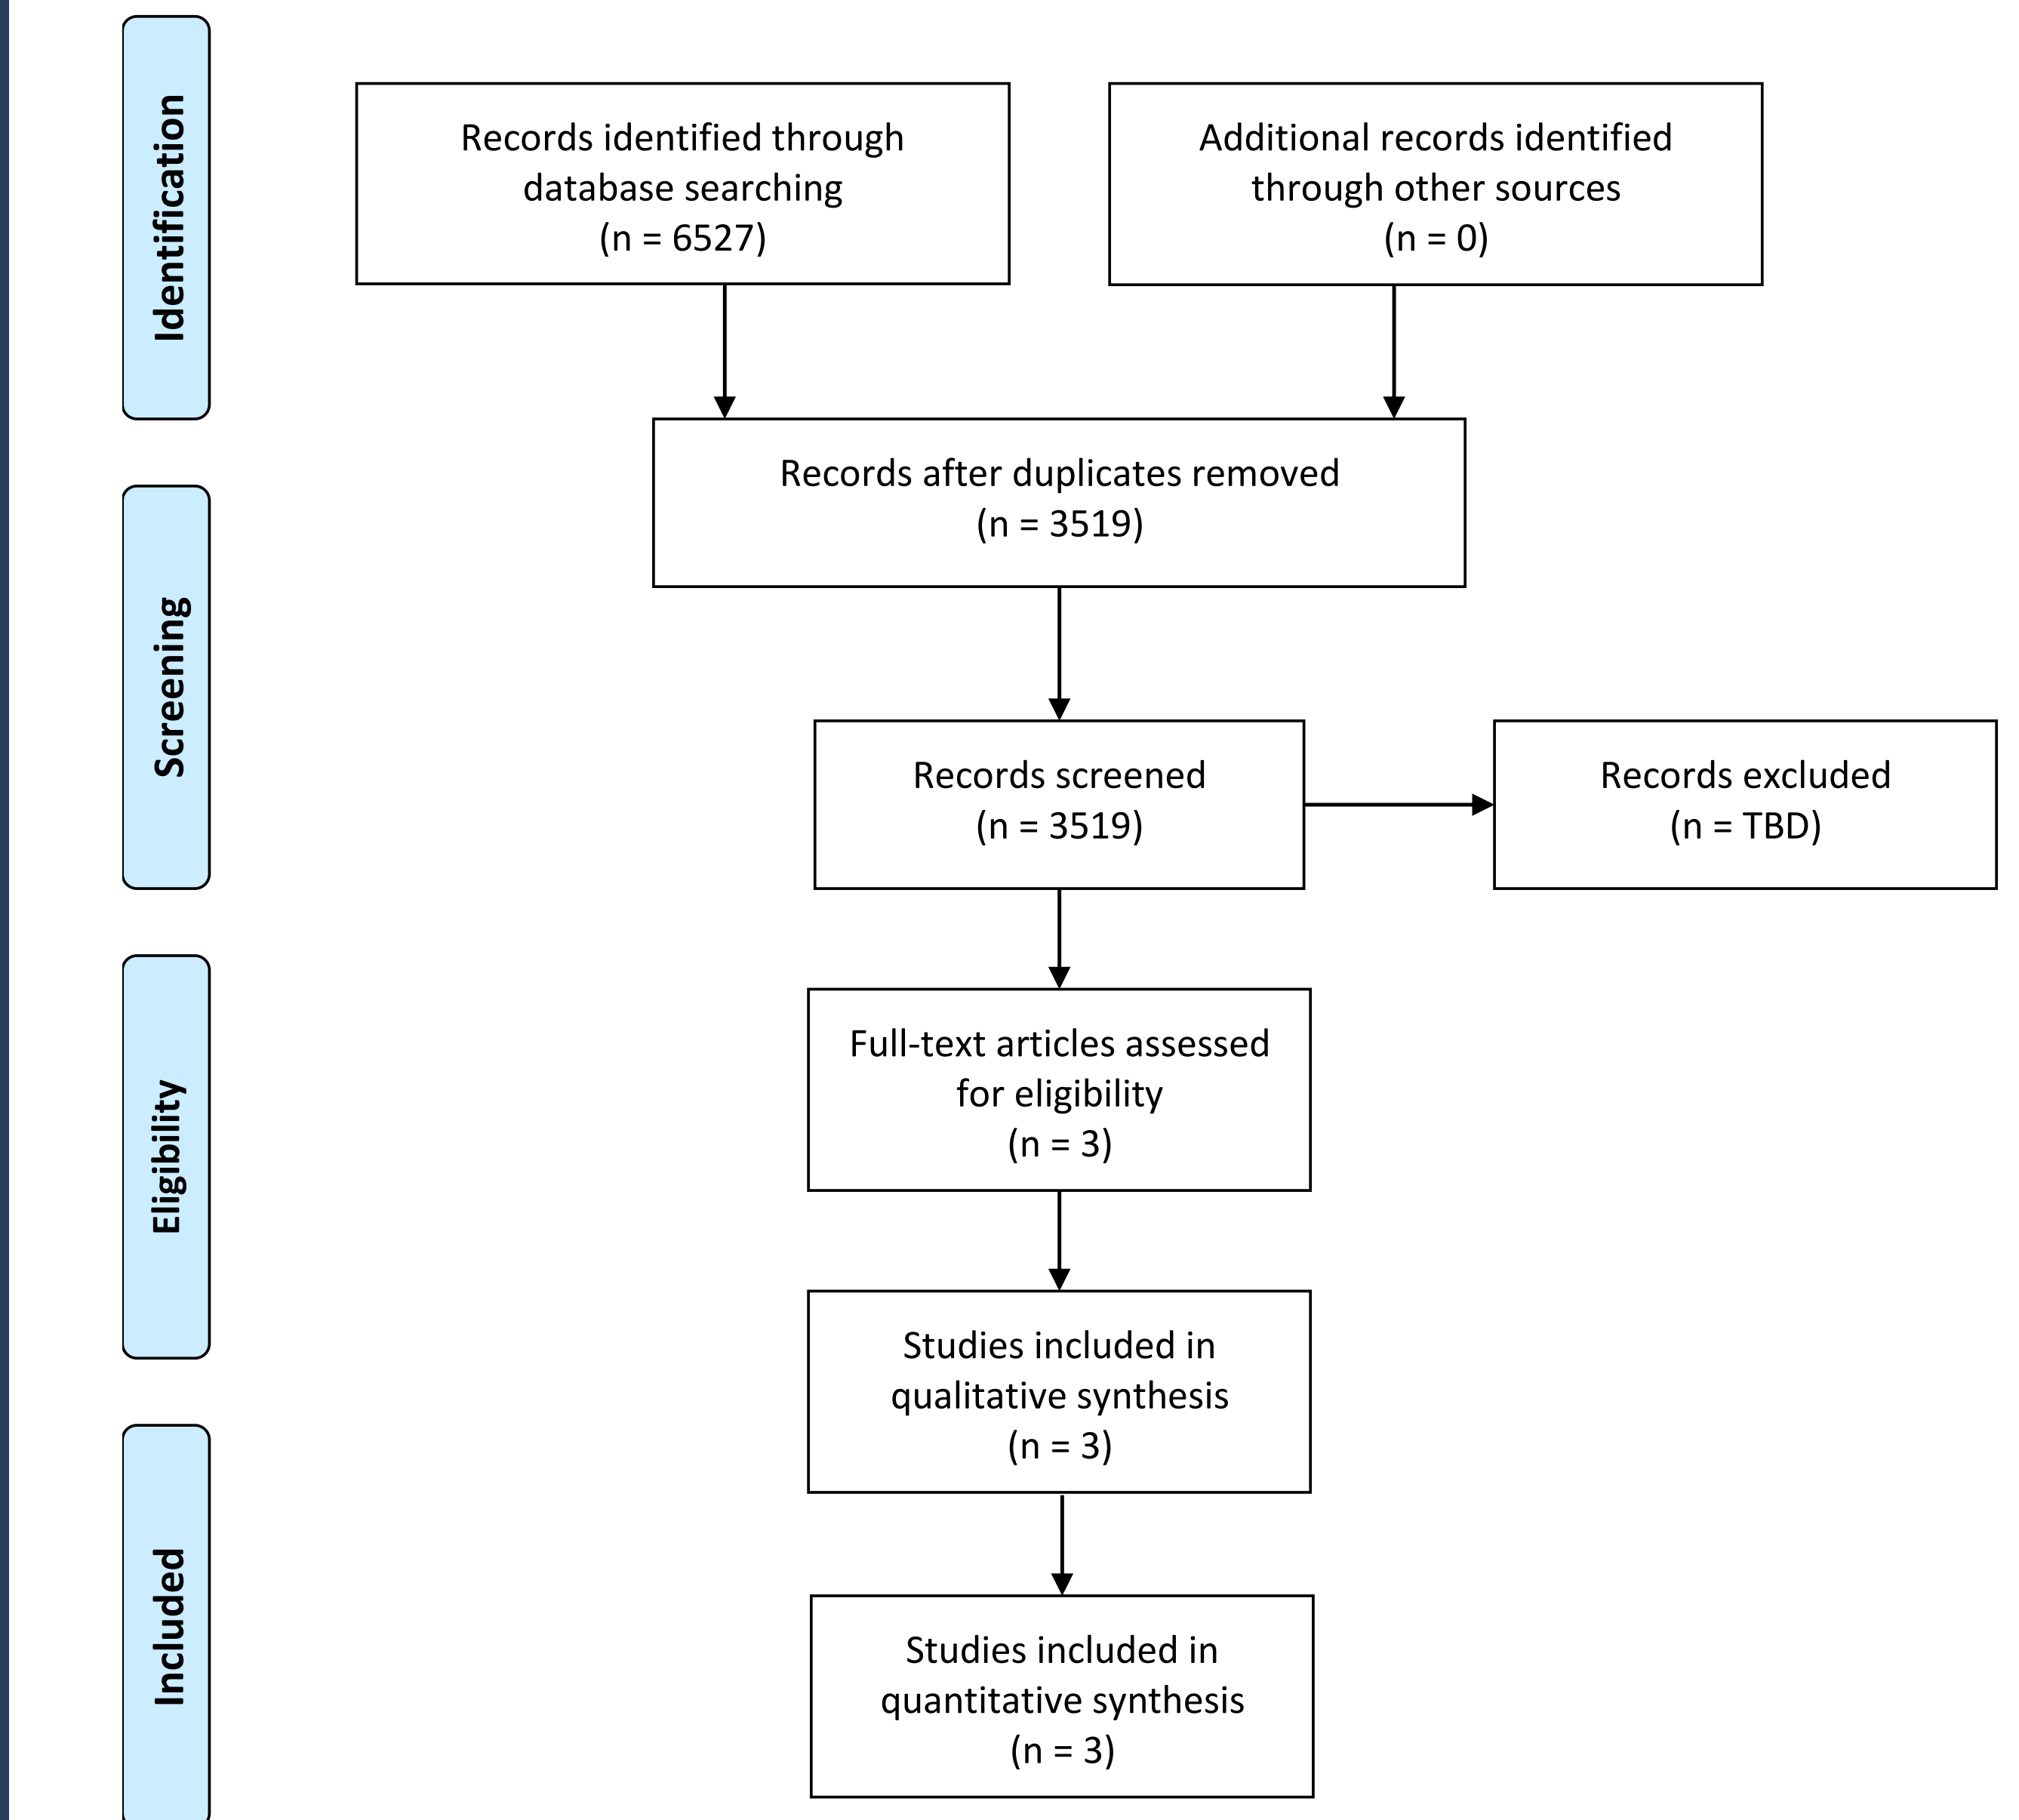 Identification
Records identified through
database searching
(n = 6527)
Additional records identified
through other sources
(n = 0)
Records after duplicates removed
(n = 3519)
Screening
Records screened
(n = 3519)
Records excluded
(n = TBD)
Eligibility
Full-text articles assessed
for eligibility
(n = 3)
Studies included in
qualitative synthesis
(n = 3)
Included
Studies included in
quantitative synthesis
(n = 3)